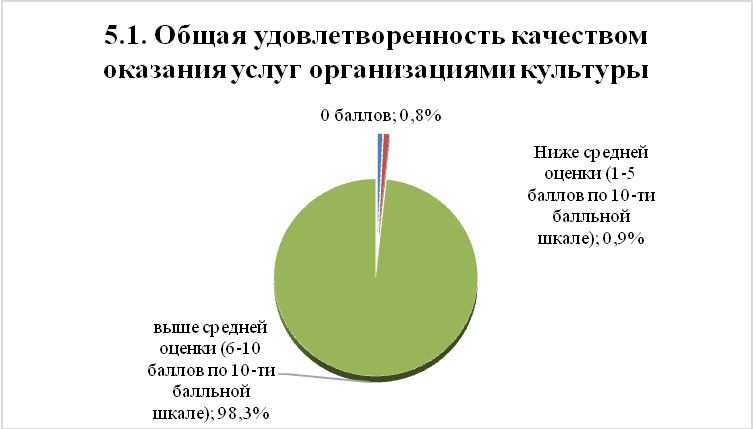 5.1. Общая удовлетворенность качеством
оказания услуг организациями культуры
0 баллов; 0,8%
Ниже средней
оценки (1-5
баллов по 10-ти
балльной
шкале); 0,9%
выше средней
оценки (6-10
баллов по 10-ти
балльной
шкале); 98,3%